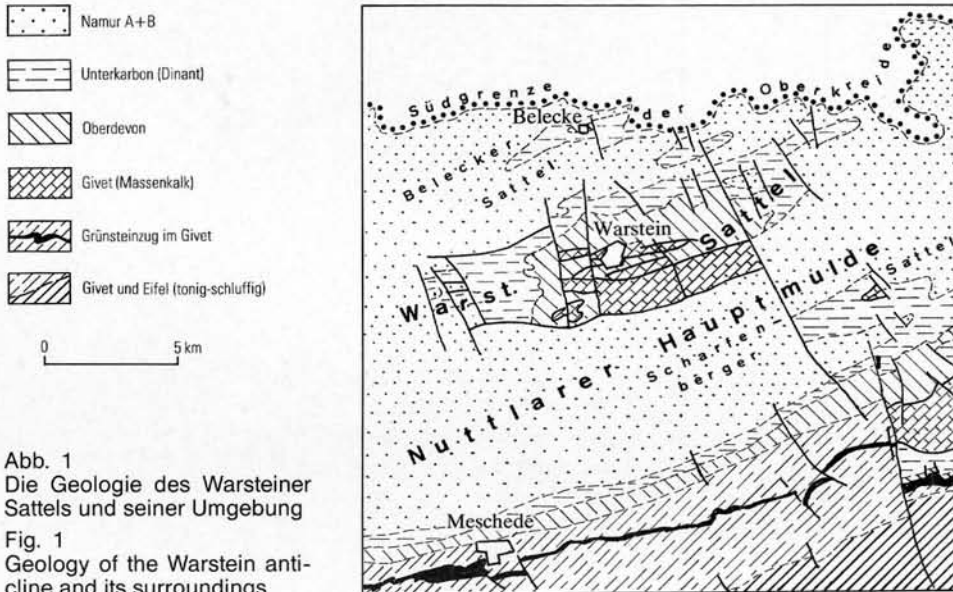 Namur A+B
Unterkarbon (Dinant)
Oberdevon
Givet (Massenkalk)
Grünsteinzug im Givet
Givet und Eifel (tonig-schluffig)
0 5 km
Abb. 1
Die Geologie des Warsteiner
Sattels und seiner Umgebung
Fig. 1
Geology of the Warstein anti-
cline and its surroundings
Südgrenze der Oberkreide
Belecke
Belecker
Sattel
Warstein
Warst. Sattel
Nuttlarer Hauptmulde
Scharfen-
berger
Sattel
Meschede